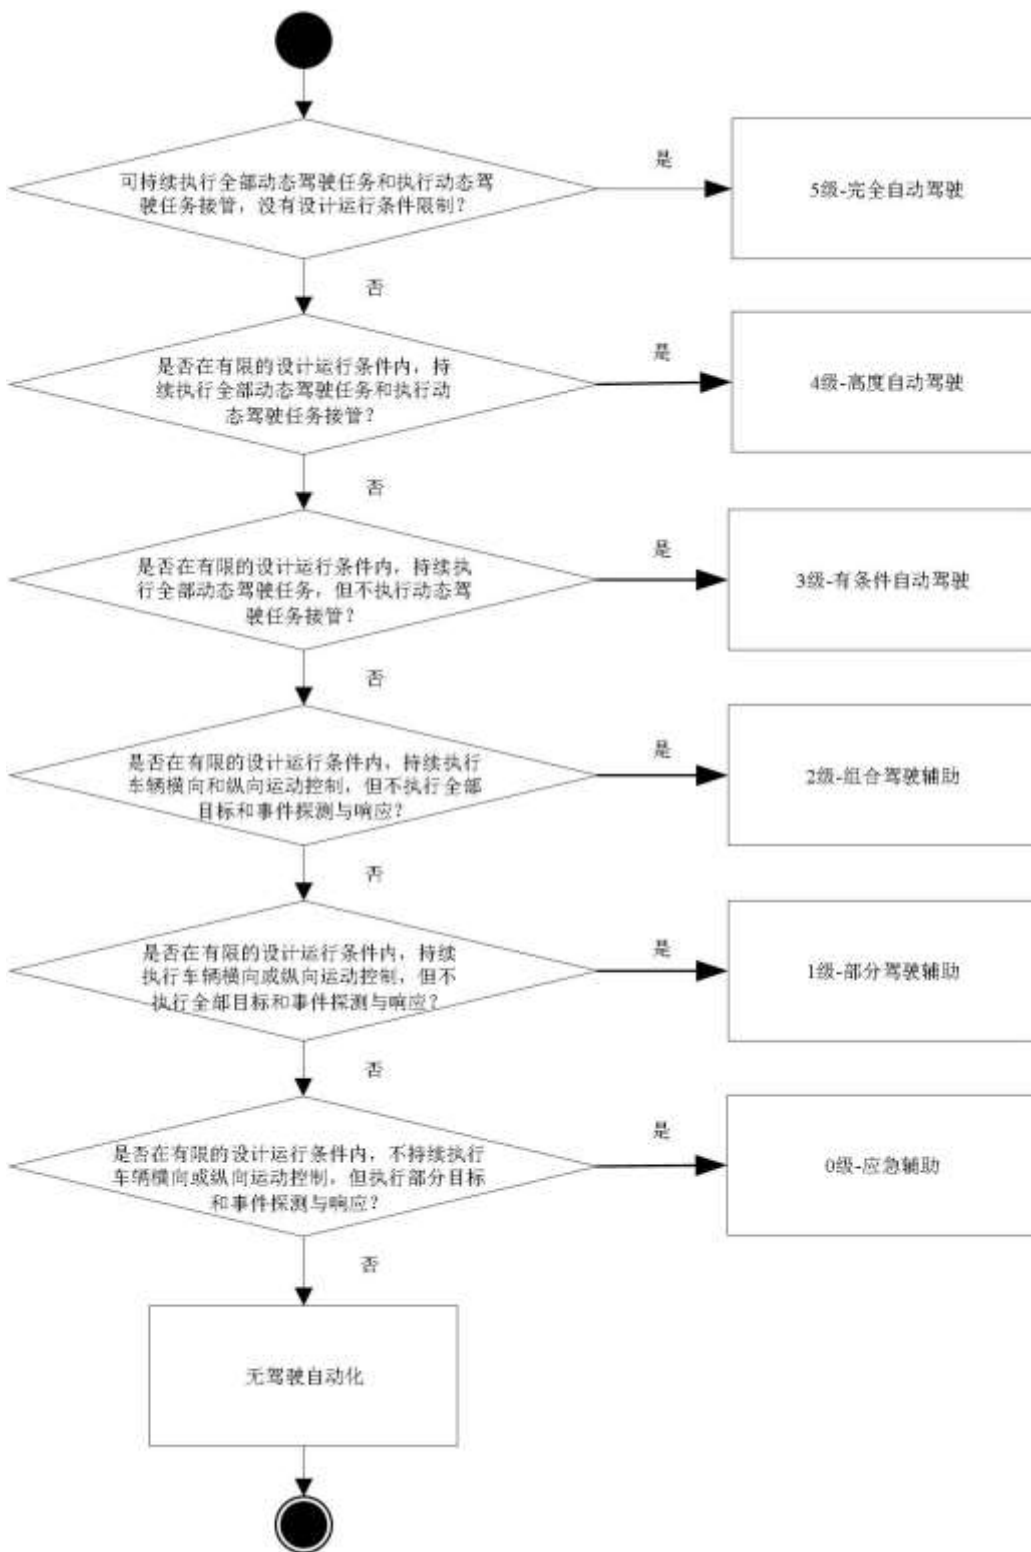 可持续执行全部动态驾驶任务和执行动态驾
驶任务接管，没有设计运行条件限制？
是
5级-完全自动驾驶
否
是否在有限的设计运行条件内，持
续执行全部动态驾驶任务和执行动
态驾驶任务接管？
是
4级-高度自动驾驶
否
是否在有限的设计运行条件内，持续执
行全部动态驾驶任务，但不执行动态驾
驶任务接管？
是
3级-有条件自动驾驶
否
是否在有限的设计运行条件内，持续执行
车辆横向和纵向运动控制，但不执行全部
目标和事件探测与响应？
是
2级-组合驾驶辅助
否
是否在有限的设计运行条件内，持续
执行车辆横向或纵向运动控制，但不
执行全部目标和事件探测与响应？
是
1级-部分驾驶辅助
否
是否在有限的设计运行条件内，不持续执行
车辆横向或纵向运动控制，但执行部分目标
和事件探测与响应？
是
0级-应急辅助
否
无驾驶自动化